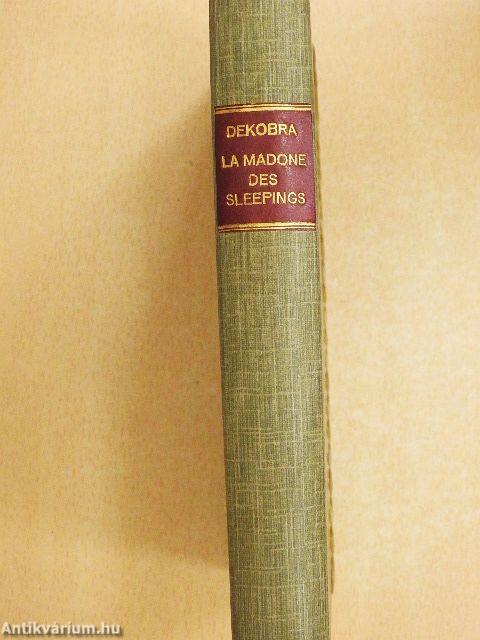 DEKOBRA
LA MADONE
DES
SLEEPINGS
Antikvárium.hu